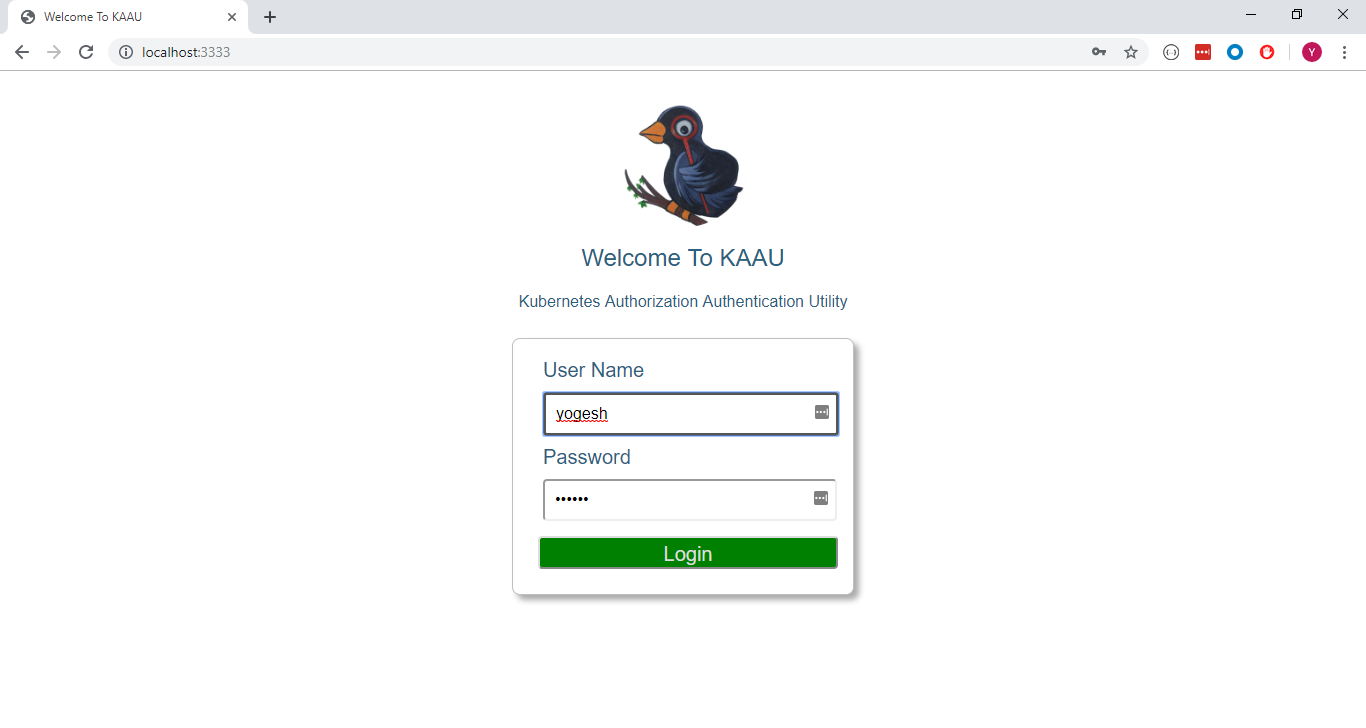 Welcome To KAAU
localhost:3333
Y
Welcome To KAAU
Kubernetes Authorization Authentication Utility
User Name
yogesh
Password
••••••
Login